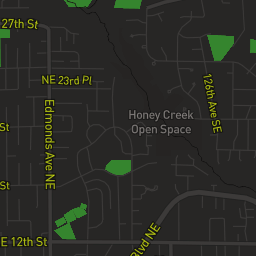 27th St
NE 23rd Pl
126th Ave SE
Edmonds Ave NE
Honey Creek
Open Space
St
St
E 12th St
Blvd NE